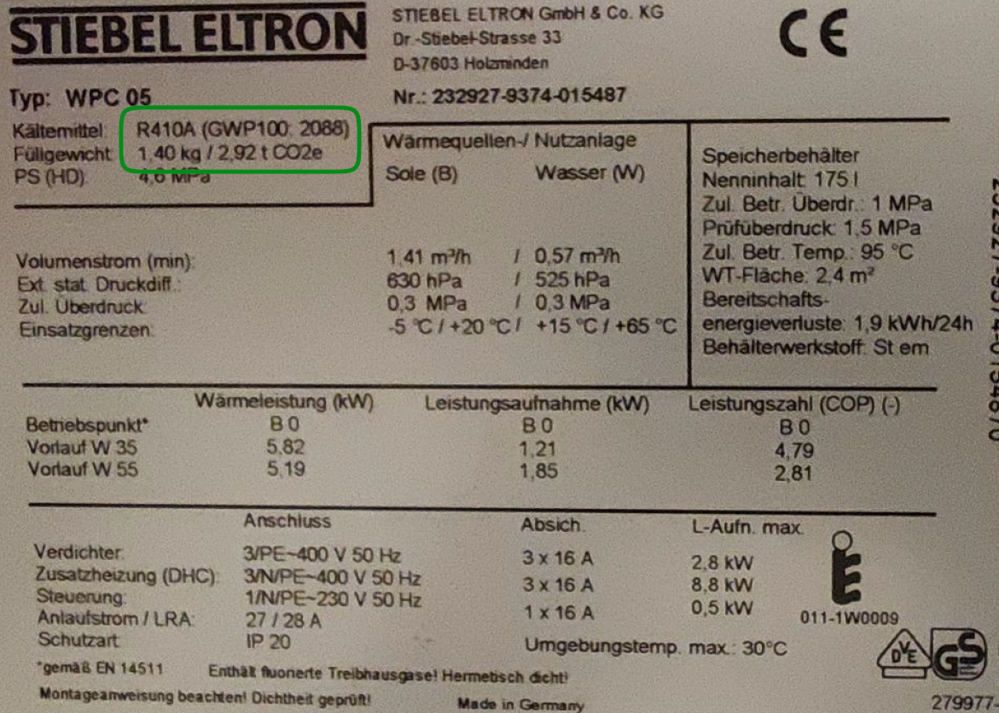 STIEBEL ELTRON
STIEBEL ELTRON GmbH & Co. KG
Dr.-Stiebel-Strasse 33
D-37603 Holzminden
CE
Typ: WPC 05
Nr.: 232927-9374-015487
Kältemittel: R410A (GWP100: 2088)
Füllgewicht: 1,40 kg / 2,92 t CO2e
PS (HD): 4,6 MPa
Wärmequellen-/ Nutzanlage
Sole (B) Wasser (W)
Volumenstrom (min): 1,41 m³/h / 0,57 m³/h
Ext. stat. Druckdiff.: 630 hPa / 525 hPa
Zul. Überdruck: 0,3 MPa / 0,3 MPa
Einsatzgrenzen: -5 °C / +20 °C / +15 °C / +65 °C
Speicherbehälter
Nenninhalt: 175 l
Zul. Betr. Überdr.: 1 MPa
Prüfüberdruck: 1,5 MPa
Zul. Betr. Temp.: 95 °C
WT-Fläche: 2,4 m²
Bereitschafts-
energieverluste: 1,9 kWh/24h
Behälterwerkstoff: St em
Wärmeleistung (kW) Leistungsaufnahme (kW) Leistungszahl (COP) (-)
Betriebspunkt* B 0 B 0 B 0
Vorlauf W 35 5,82 1,21 4,79
Vorlauf W 55 5,19 1,85 2,81
Anschluss Absich. L-Aufn. max.
Verdichter: 3/PE~400 V 50 Hz 3 x 16 A 2,8 kW
Zusatzheizung (DHC): 3/N/PE~400 V 50 Hz 3 x 16 A 8,8 kW
Steuerung: 1/N/PE~230 V 50 Hz 1 x 16 A 0,5 kW
Anlaufstrom / LRA: 27 / 28 A
Schutzart: IP 20
Umgebungstemp. max.: 30°C
011-1W0009
DVE
GS
*gemäß EN 14511 Enthält fluorierte Treibhausgase! Hermetisch dicht!
Montageanweisung beachten! Dichtheit geprüft!
Made in Germany
279977-